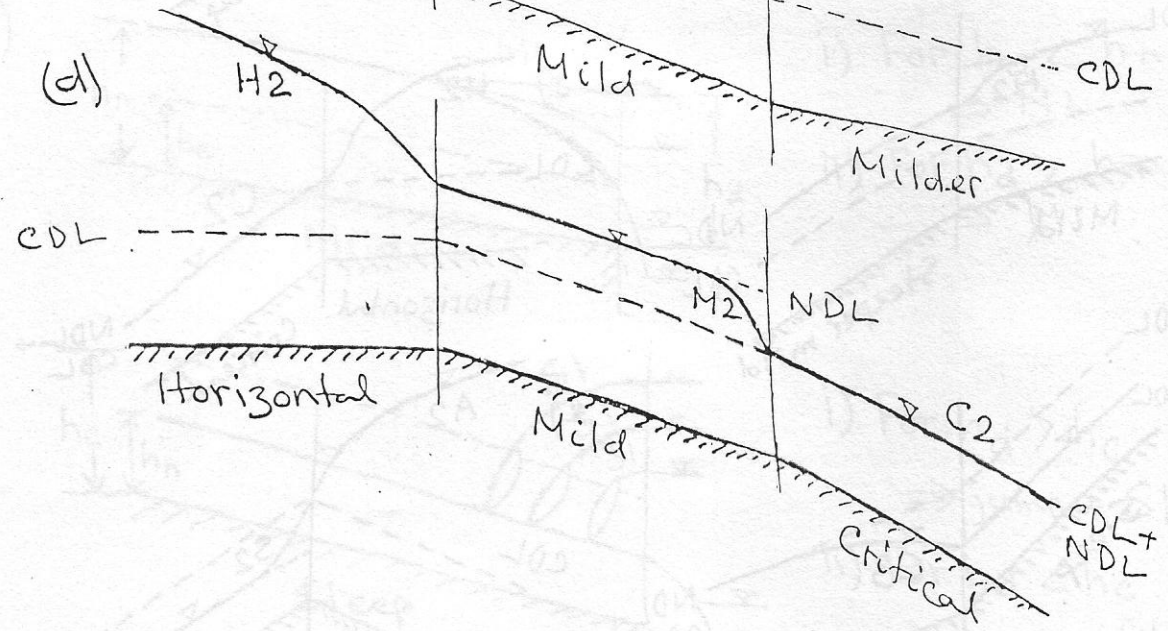 Mild
CDL
Milder
(d)
H2
CDL
M2
NDL
Horizontal
Mild
C2
CDL+
NDL
Critical